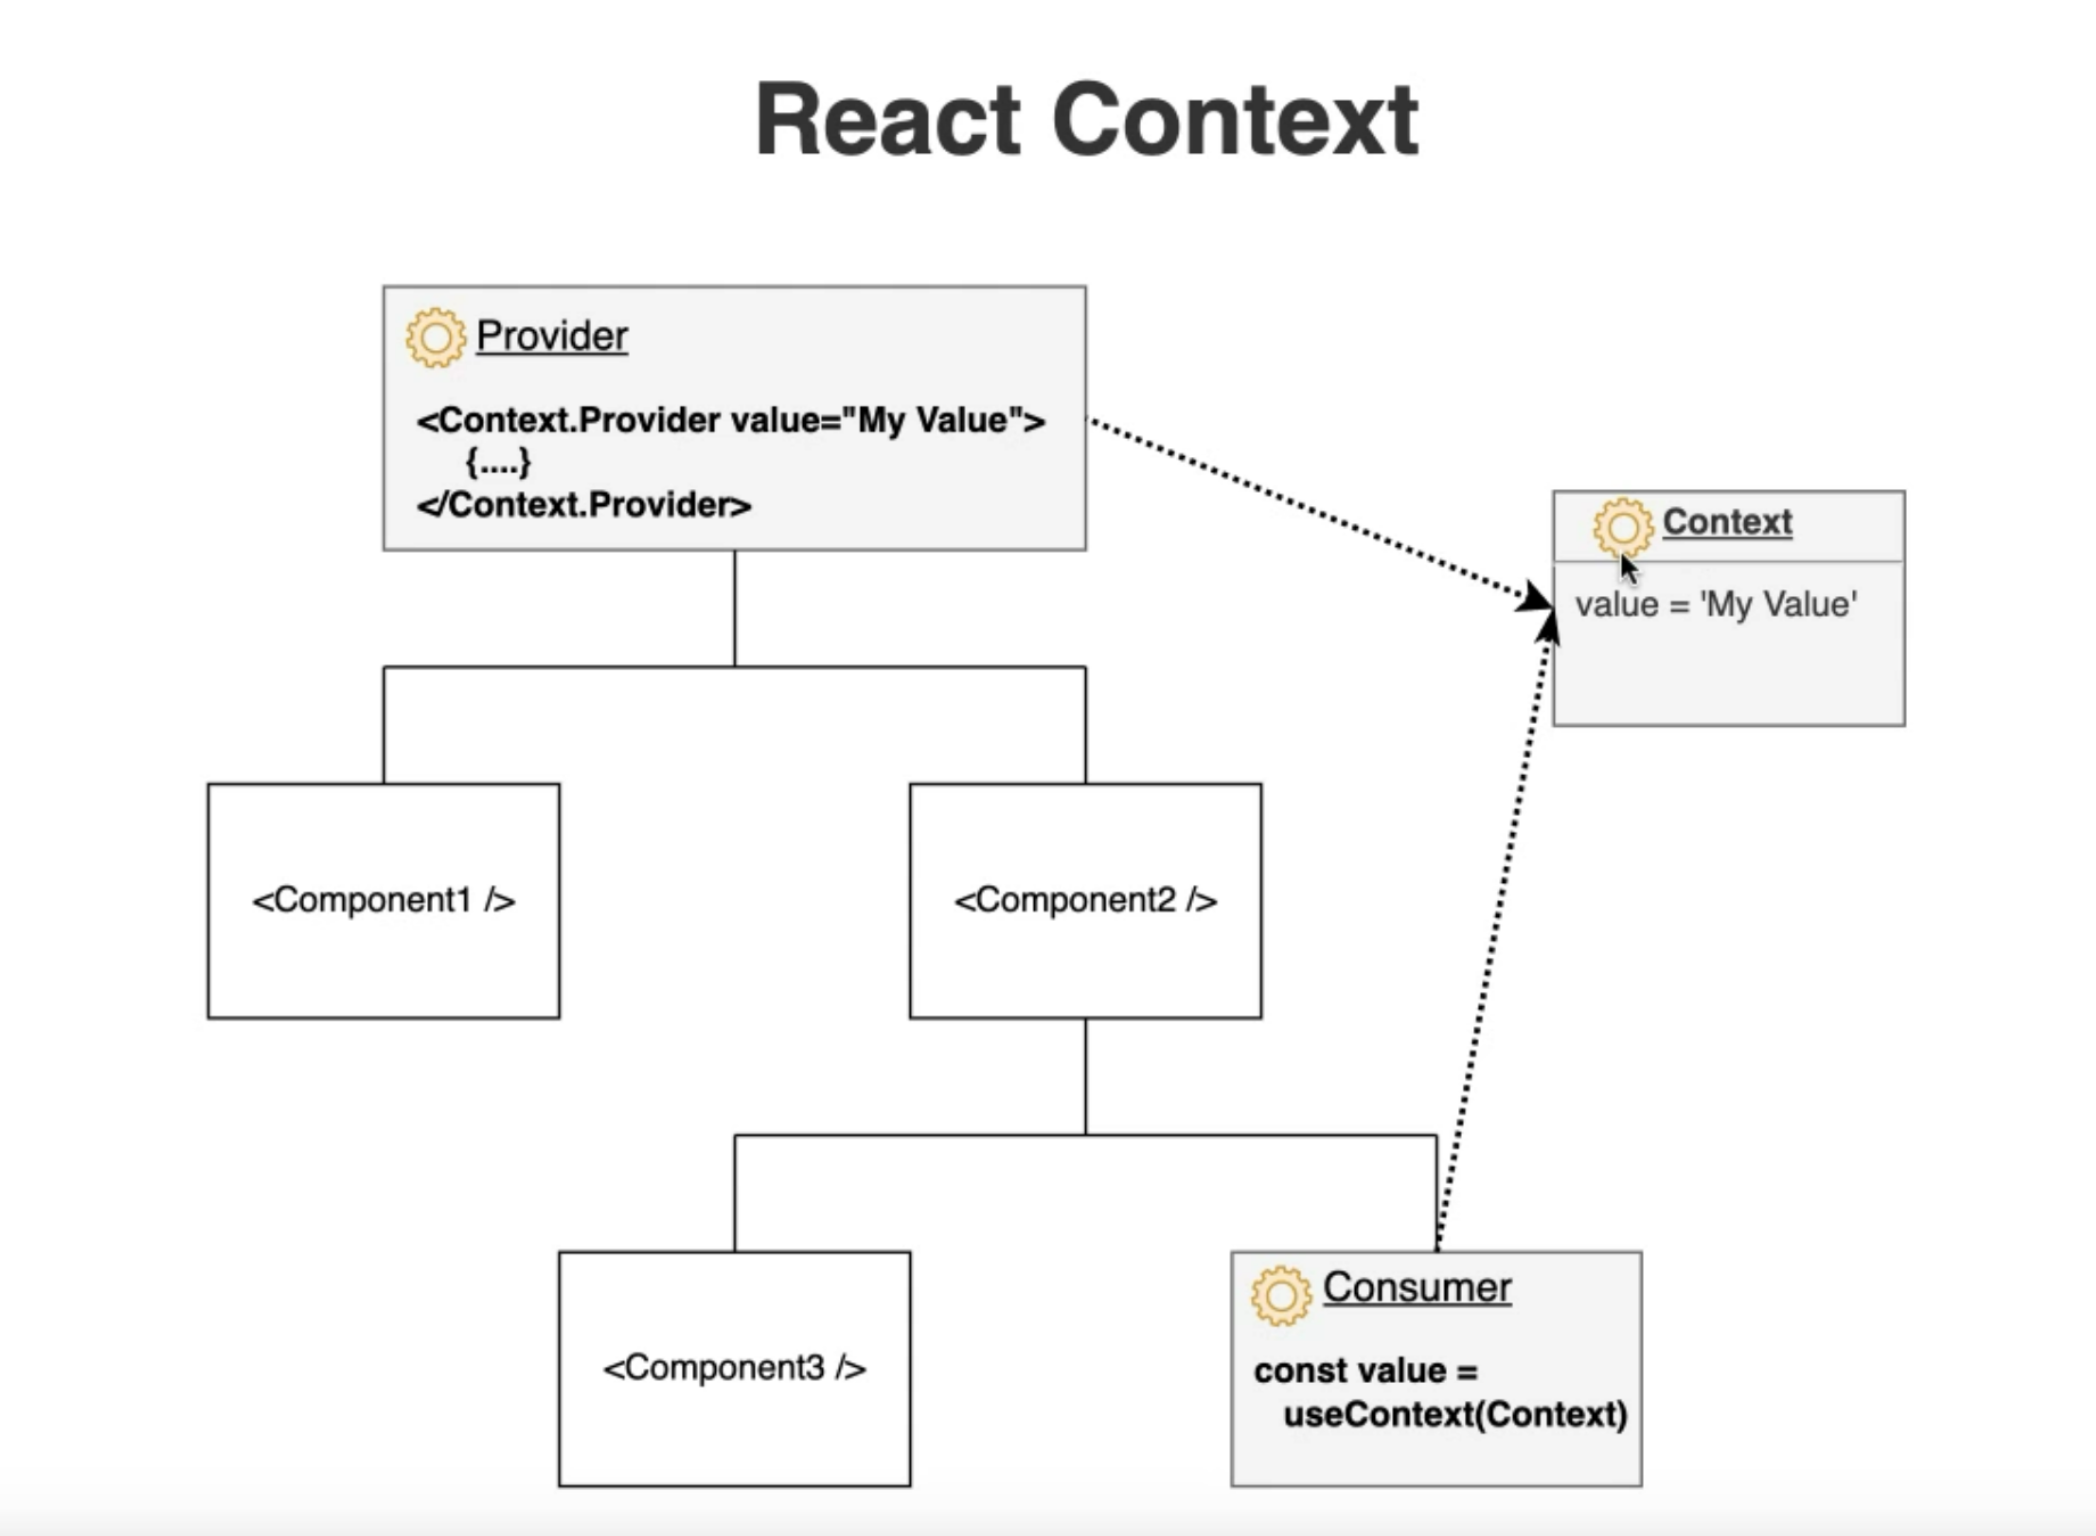 React Context
Provider
<Context.Provider value="My Value">
{....}
</Context.Provider>
Context
value = 'My Value'
<Component1 />
<Component2 />
<Component3 />
Consumer
const value =
useContext(Context)